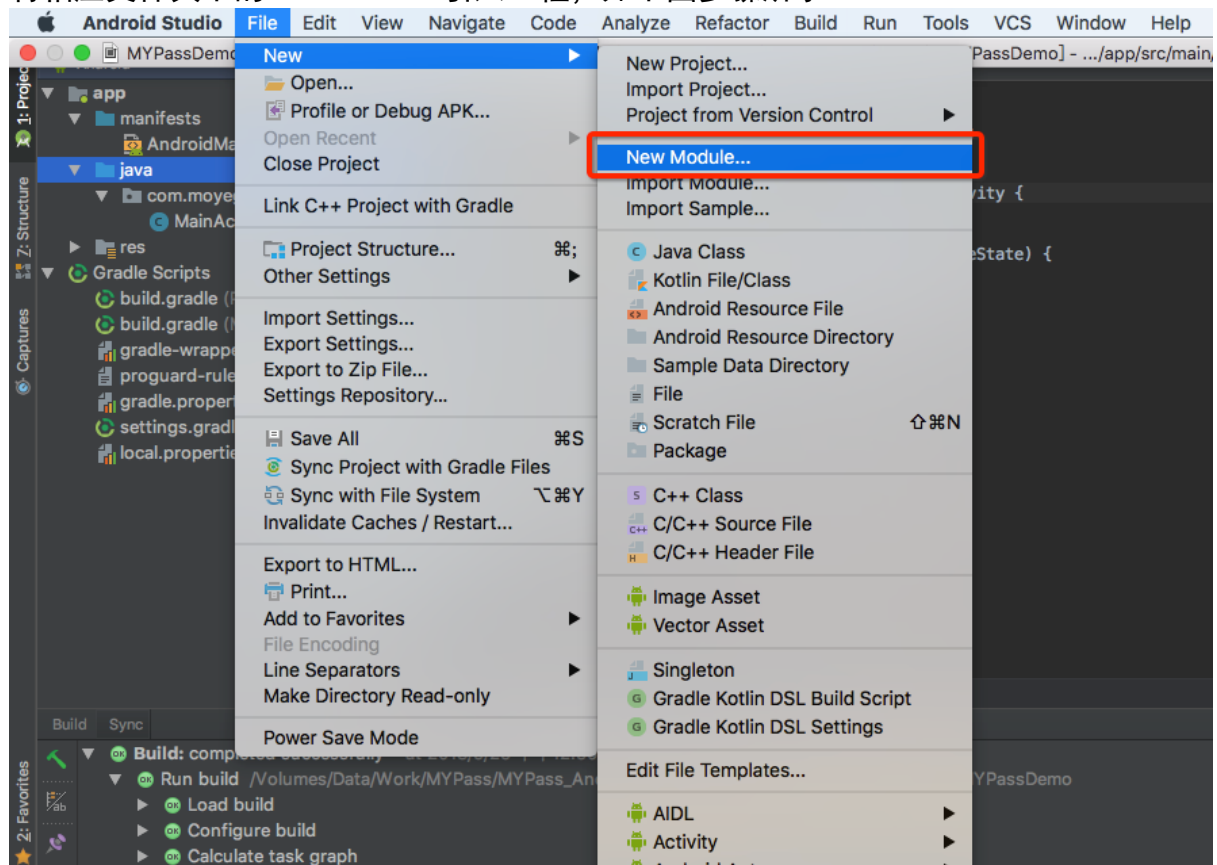 Android Studio File Edit View Navigate Code Analyze Refactor Build Run Tools VCS Window Help
MYPassDemo
PassDemo] - .../app/src/main/
1: Project
Z: Structure
Captures
2: Favorites
app
manifests
AndroidMa
java
com.moye
MainAc
res
Gradle Scripts
build.gradle (
build.gradle (
gradle-wrappe
proguard-rule
gradle.propert
settings.gradl
local.propertie
New
Open...
Profile or Debug APK...
Open Recent
Close Project
Link C++ Project with Gradle
Project Structure... ⌘;
Other Settings
Import Settings...
Export Settings...
Export to Zip File...
Settings Repository...
Save All ⌘S
Sync Project with Gradle Files
Sync with File System ⌥⌘Y
Invalidate Caches / Restart...
Export to HTML...
Print...
Add to Favorites
File Encoding
Line Separators
Make Directory Read-only
Power Save Mode
New Project...
Import Project...
Project from Version Control
New Module...
Import Module...
Import Sample...
Java Class
Kotlin File/Class
Android Resource File
Android Resource Directory
Sample Data Directory
File
Scratch File ⇧⌘N
Package
C++ Class
C/C++ Source File
C/C++ Header File
Image Asset
Vector Asset
Singleton
Gradle Kotlin DSL Build Script
Gradle Kotlin DSL Settings
Edit File Templates...
AIDL
Activity
vity {
eState) {
Build Sync
Build: completed successfully
Run build /Volumes/Data/Work/MYPass/MYPass_An
YPassDemo
Load build
Configure build
Calculate task graph